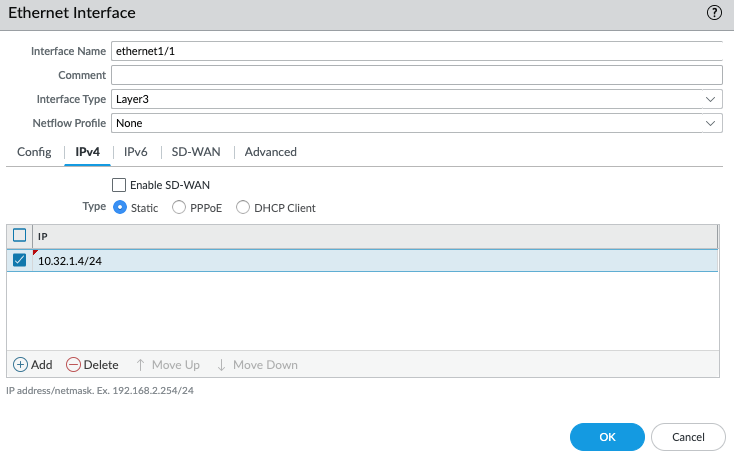 Ethernet Interface ?
Interface Name ethernet1/1
Comment
Interface Type Layer3
Netflow Profile None
Config IPv4 IPv6 SD-WAN Advanced
Enable SD-WAN
Type Static PPPoE DHCP Client
IP
10.32.1.4/24
Add Delete Move Up Move Down
IP address/netmask. Ex. 192.168.2.254/24
OK Cancel